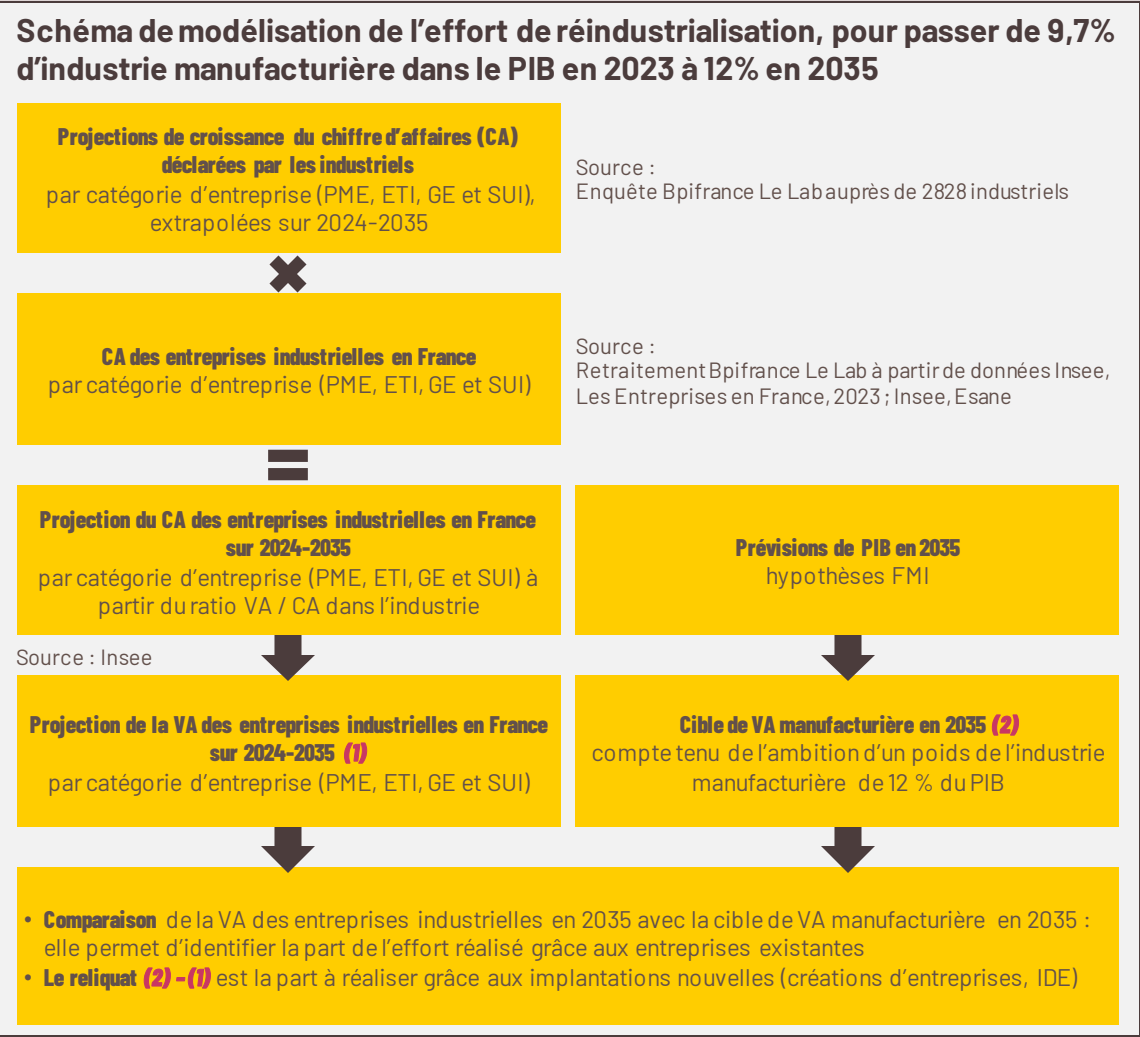 Schéma de modélisation de l'effort de réindustrialisation, pour passer de 9,7%
d'industrie manufacturière dans le PIB en 2023 à 12% en 2035
Projections de croissance du chiffre d'affaires (CA)
déclarées par les industriels
par catégorie d'entreprise (PME, ETI, GE et SUI),
extrapolées sur 2024-2035
Source :
Enquête Bpifrance Le Lab auprès de 2828 industriels
CA des entreprises industrielles en France
par catégorie d'entreprise (PME, ETI, GE et SUI)
Source :
Retraitement Bpifrance Le Lab à partir de données Insee,
Les Entreprises en France, 2023 ; Insee, Esane
Projection du CA des entreprises industrielles en France
sur 2024-2035
par catégorie d'entreprise (PME, ETI, GE et SUI) à
partir du ratio VA / CA dans l'industrie
Prévisions de PIB en 2035
hypothèses FMI
Source : Insee
Projection de la VA des entreprises industrielles en France
sur 2024-2035 (1)
par catégorie d'entreprise (PME, ETI, GE et SUI)
Cible de VA manufacturière en 2035 (2)
compte tenu de l'ambition d'un poids de l'industrie
manufacturière de 12 % du PIB
• Comparaison de la VA des entreprises industrielles en 2035 avec la cible de VA manufacturière en 2035 :
elle permet d'identifier la part de l'effort réalisé grâce aux entreprises existantes
• Le reliquat (2) – (1) est la part à réaliser grâce aux implantations nouvelles (créations d'entreprises, IDE)